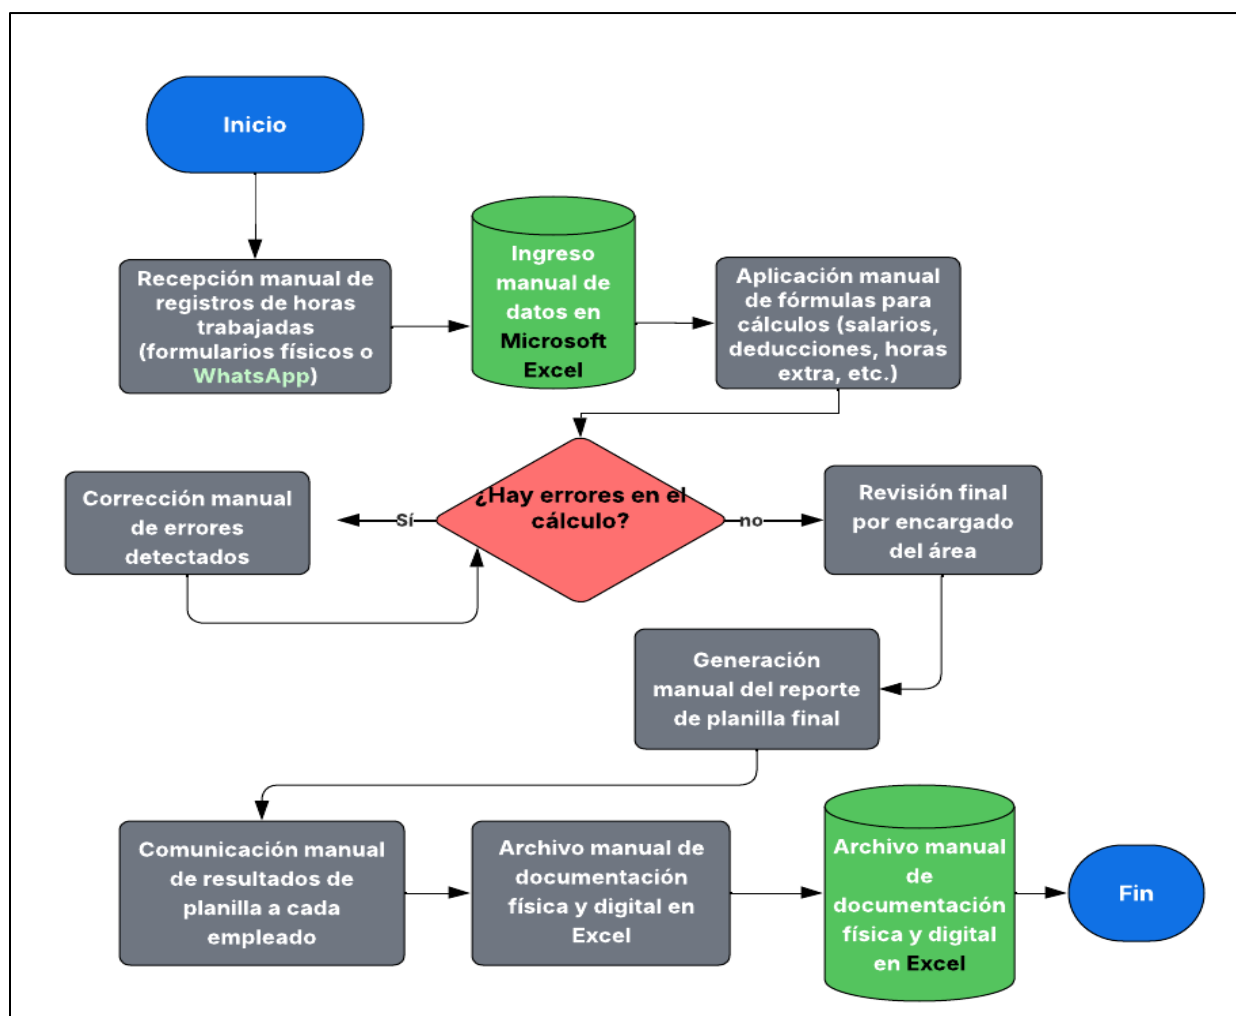 Inicio
Recepción manual de
registros de horas
trabajadas
(formularios físicos o
WhatsApp)
Ingreso
manual de
datos en
Microsoft
Excel
Aplicación manual
de fórmulas para
cálculos (salarios,
deducciones, horas
extra, etc.)
¿Hay errores en el
cálculo?
Sí
no
Corrección manual
de errores
detectados
Revisión final
por encargado
del área
Generación
manual del reporte
de planilla final
Comunicación manual
de resultados de
planilla a cada
empleado
Archivo manual de
documentación
física y digital en
Excel
Archivo manual
de
documentación
física y digital
en Excel
Fin